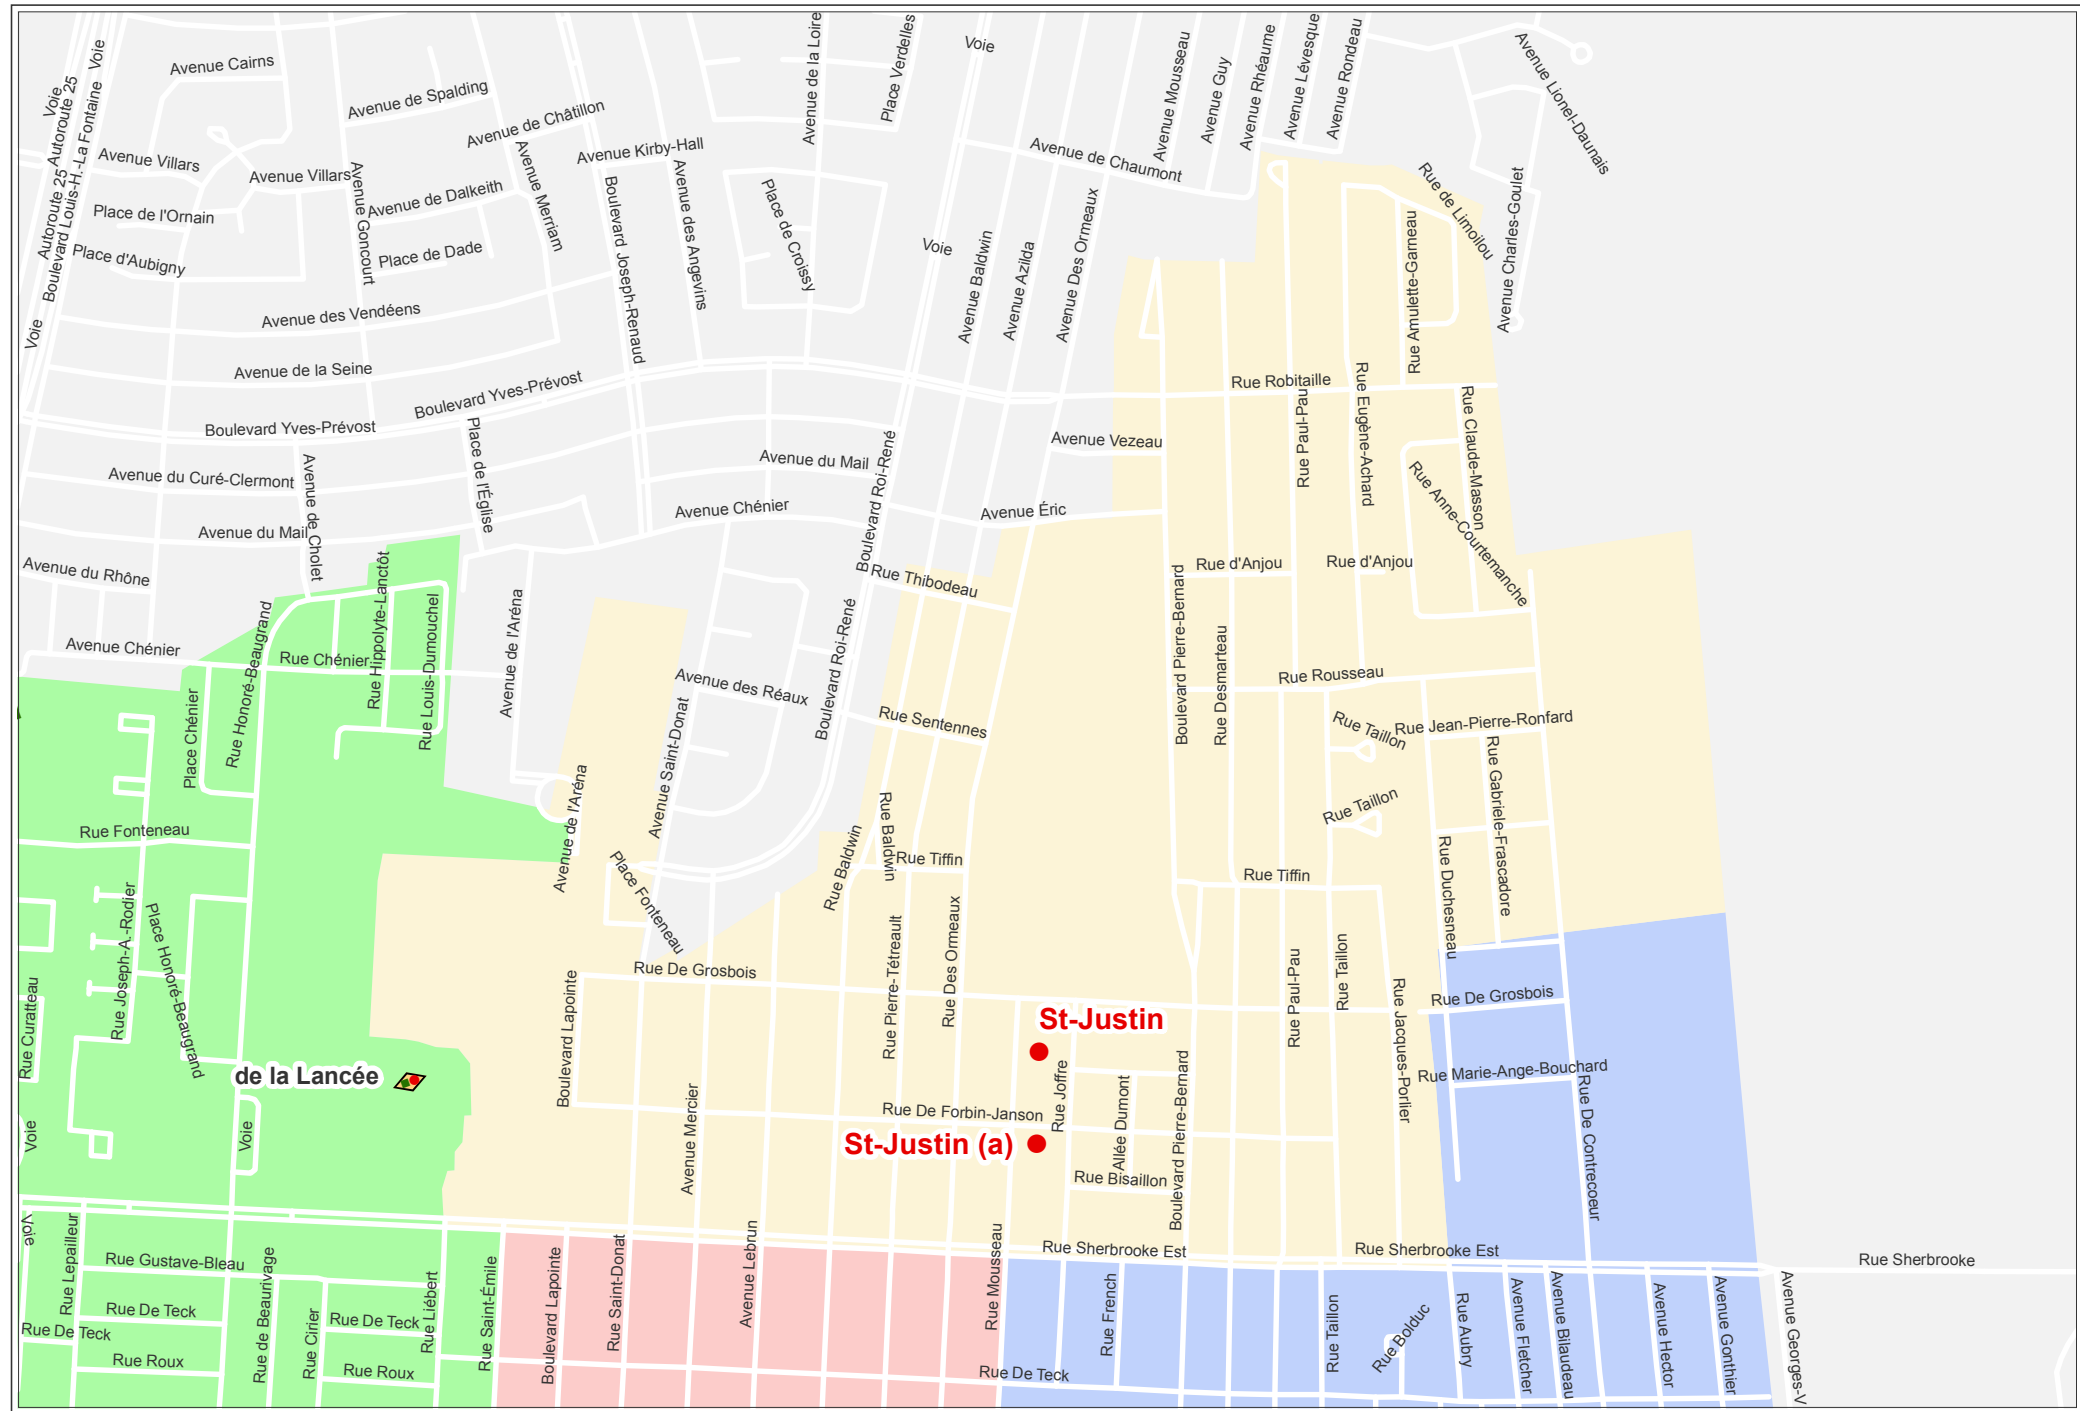 Voie
Autoroute 25
Voie
Avenue Cairns
Avenue de Spalding
Avenue de Châtillon
Avenue Kirby-Hall
Avenue de la Loire
Place Verdelles
Voie
Avenue Mousseau
Avenue Guy
Avenue Rhéaume
Avenue Lévesque
Avenue Rondeau
Avenue Lionel-Daunais
Boulevard Louis-H.-La Fontaine
Autoroute 25
Avenue Villars
Avenue Villars
Avenue Goncourt
Avenue de Dalkeith
Avenue Merriam
Boulevard Joseph-Renaud
Avenue des Angevins
Place de Croissy
Avenue de Chaumont
Avenue Des Ormeaux
Rue de Limoilou
Avenue Charles-Goulet
Place de l'Ornain
Place d'Aubigny
Place de Dade
Voie
Avenue Baldwin
Avenue Azilda
Rue Amulette-Garneau
Voie
Avenue des Vendéens
Avenue de la Seine
Boulevard Yves-Prévost
Boulevard Yves-Prévost
Place de l'Église
Rue Robitaille
Rue Paul-Pau
Rue Eugène-Achard
Rue Claude-Masson
Avenue Vezeau
Avenue du Mail
Boulevard Roi-René
Avenue du Curé-Clermont
Avenue de Cholet
Avenue du Mail
Avenue Chénier
Avenue Éric
Rue Anne-Courtemanche
Avenue du Rhône
Rue Hippolyte-Lanctôt
Rue Louis-Dumouchel
Avenue de l'Aréna
Rue Thibodeau
Rue d'Anjou
Rue d'Anjou
Boulevard Pierre-Bernard
Rue Desmarteau
Avenue Chénier
Rue Chénier
Rue Honoré-Beaugrand
Place Chénier
Boulevard Roi-René
Avenue des Réaux
Avenue Saint-Donat
Rue Sentennes
Rue Rousseau
Rue Taillon
Rue Jean-Pierre-Ronfard
Rue Gabriele-Frascadore
Rue Taillon
Rue Fonteneau
Avenue de l'Aréna
Place Fonteneau
Rue Baldwin
Rue Baldwin
Rue Tiffin
Rue Tiffin
Rue Duchesneau
Rue Joseph-A.-Rodier
Place Honoré-Beaugrand
Rue Curatteau
Rue De Grosbois
Boulevard Lapointe
Rue Pierre-Tétreault
Rue Des Ormeaux
Rue Paul-Pau
Rue Taillon
Rue Jacques-Porlier
Rue De Grosbois
St-Justin
de la Lancée
Rue Marie-Ange-Bouchard
Rue De Contrecoeur
Rue Joffre
Allée Dumont
Boulevard Pierre-Bernard
Rue De Forbin-Janson
St-Justin (a)
Avenue Mercier
Voie
Voie
Rue Bisaillon
Voie
Rue Lepailleur
Rue Gustave-Bleau
Rue de Beaurivage
Rue Liébert
Rue Saint-Émile
Boulevard Lapointe
Rue Saint-Donat
Avenue Lebrun
Rue Mousseau
Rue Sherbrooke Est
Rue Sherbrooke Est
Rue Sherbrooke
Rue De Teck
Rue De Teck
Rue De Teck
Rue Cirier
Rue Roux
Rue Roux
Rue De Teck
Rue French
Rue Taillon
Rue Bolduc
Rue Aubry
Avenue Fletcher
Avenue Bilaudeau
Avenue Hector
Avenue Gonthier
Avenue Georges-V